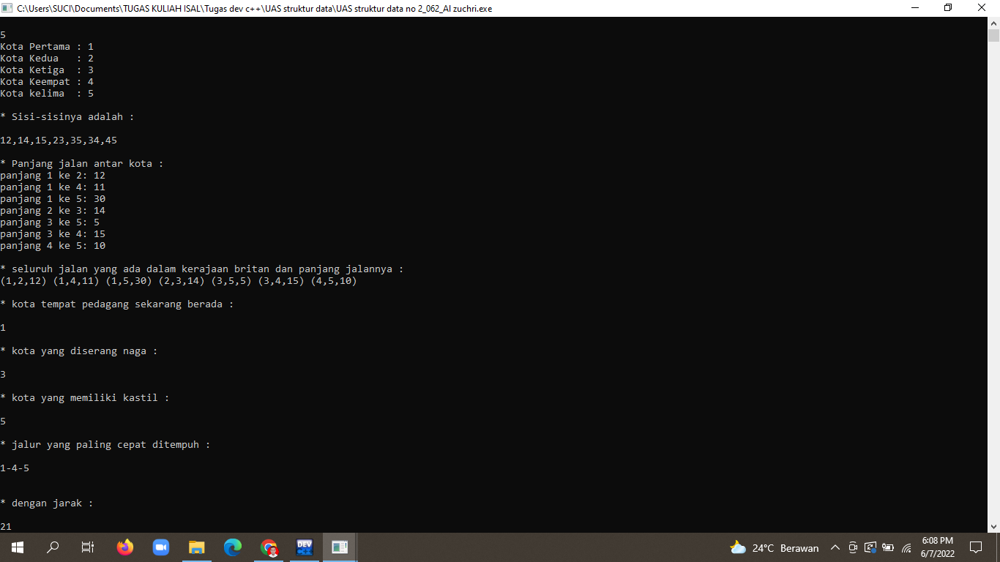 C:\Users\SUCI\Documents\TUGAS KULIAH ISAL\Tugas dev c++\UAS struktur data\UAS struktur data no 2_062_Al zuchri.exe
5
Kota Pertama : 1
Kota Kedua   : 2
Kota Ketiga  : 3
Kota Keempat : 4
Kota kelima  : 5
* Sisi-sisinya adalah :
12,14,15,23,35,34,45
* Panjang jalan antar kota :
panjang 1 ke 2: 12
panjang 1 ke 4: 11
panjang 1 ke 5: 30
panjang 2 ke 3: 14
panjang 3 ke 5: 5
panjang 3 ke 4: 15
panjang 4 ke 5: 10
* seluruh jalan yang ada dalam kerajaan britan dan panjang jalannya :
(1,2,12) (1,4,11) (1,5,30) (2,3,14) (3,5,5) (3,4,15) (4,5,10)
* kota tempat pedagang sekarang berada :
1
* kota yang diserang naga :
3
* kota yang memiliki kastil :
5
* jalur yang paling cepat ditempuh :
1-4-5
* dengan jarak :
21
DEV
24°C Berawan
6:08 PM
6/7/2022